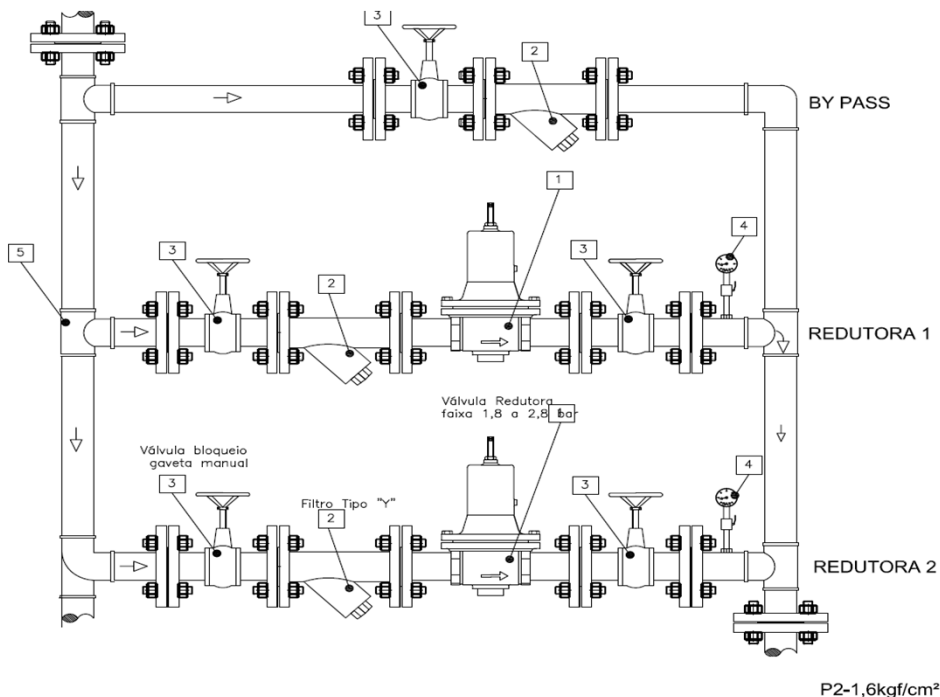 3
2
BY PASS
1
4
3
3
5
2
REDUTORA 1
Válvula Redutora
faixa 1,8 a 2,8 bar
1
Válvula bloqueio
gaveta manual
4
3
3
Filtro Tipo "Y"
2
REDUTORA 2
P2-1,6kgf/cm²